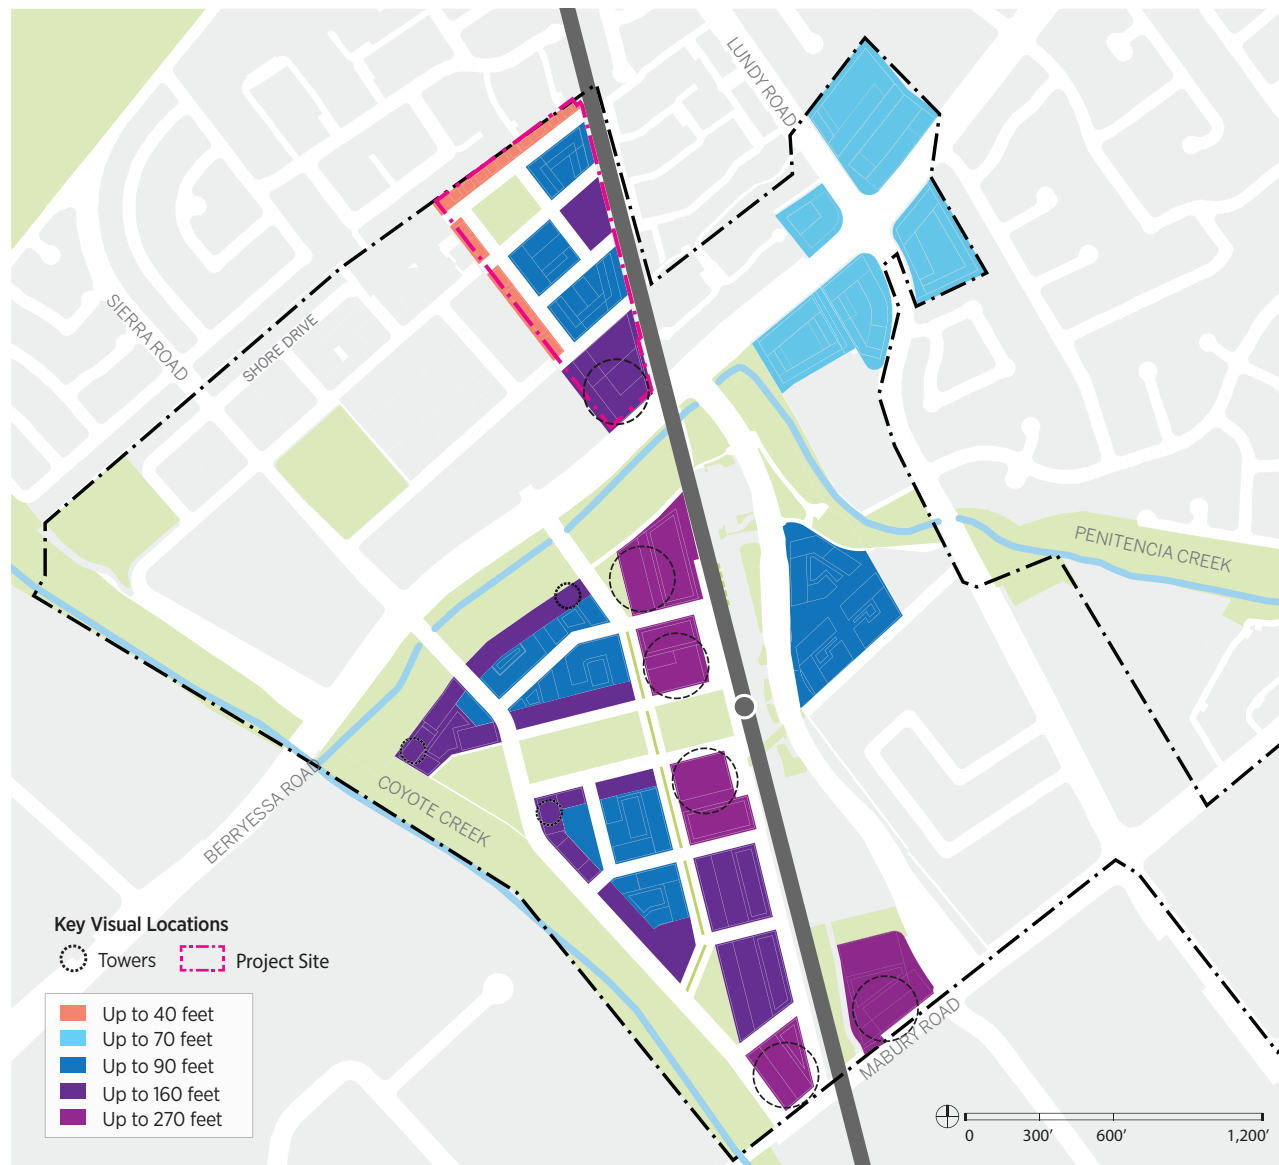 LUNDY ROAD
SIERRA ROAD
SHORE DRIVE
PENITENCIA CREEK
BERRYESSA ROAD
COYOTE CREEK
MABURY ROAD
Key Visual Locations
Towers
Project Site
Up to 40 feet
Up to 70 feet
Up to 90 feet
Up to 160 feet
Up to 270 feet
0 300’ 600’ 1,200’